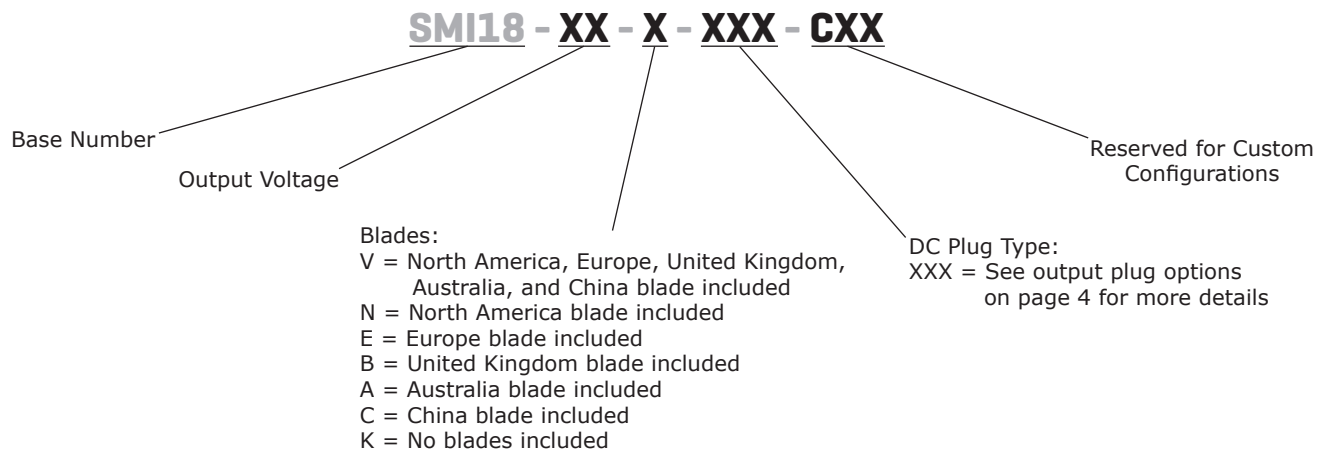 SMI18 - XX - X - XXX - CXX
Base Number
Output Voltage
Blades:
V = North America, Europe, United Kingdom,
Australia, and China blade included
N = North America blade included
E = Europe blade included
B = United Kingdom blade included
A = Australia blade included
C = China blade included
K = No blades included
DC Plug Type:
XXX = See output plug options
on page 4 for more details
Reserved for Custom
Configurations